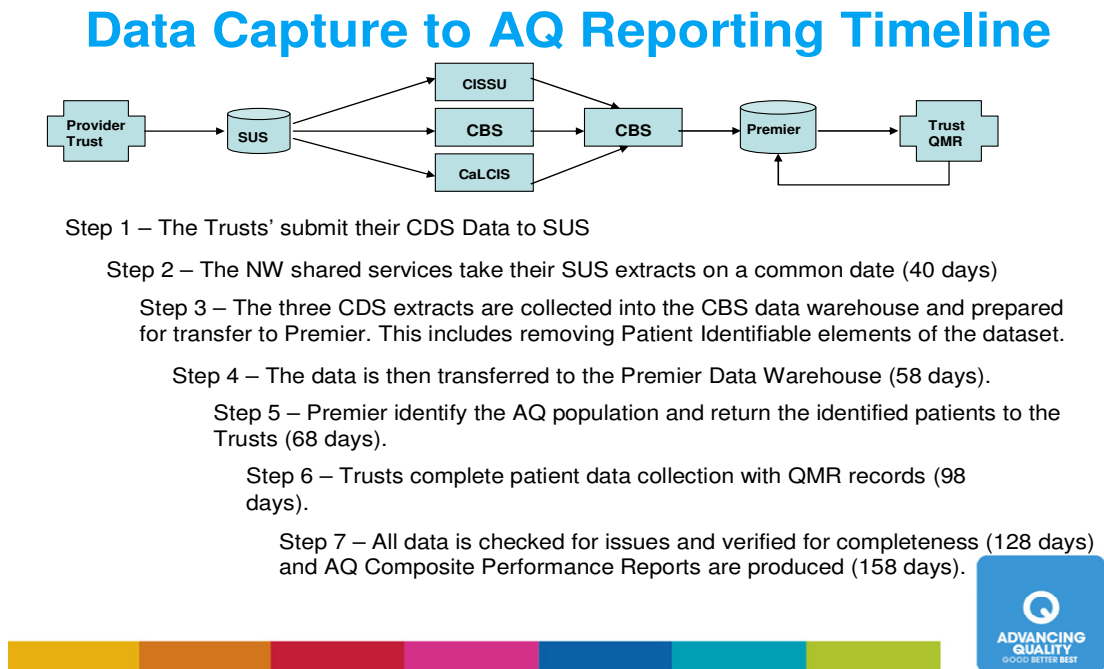 Data Capture to AQ Reporting Timeline
CISSU
Provider
Trust
SUS
CBS
CBS
Premier
Trust
QMR
CaLCIS
Step 1 – The Trusts’ submit their CDS Data to SUS
Step 2 – The NW shared services take their SUS extracts on a common date (40 days)
Step 3 – The three CDS extracts are collected into the CBS data warehouse and prepared
for transfer to Premier. This includes removing Patient Identifiable elements of the dataset.
Step 4 – The data is then transferred to the Premier Data Warehouse (58 days).
Step 5 – Premier identify the AQ population and return the identified patients to the
Trusts (68 days).
Step 6 – Trusts complete patient data collection with QMR records (98
days).
Step 7 – All data is checked for issues and verified for completeness (128 days)
and AQ Composite Performance Reports are produced (158 days).
ADVANCING
QUALITY
GOOD BETTER BEST